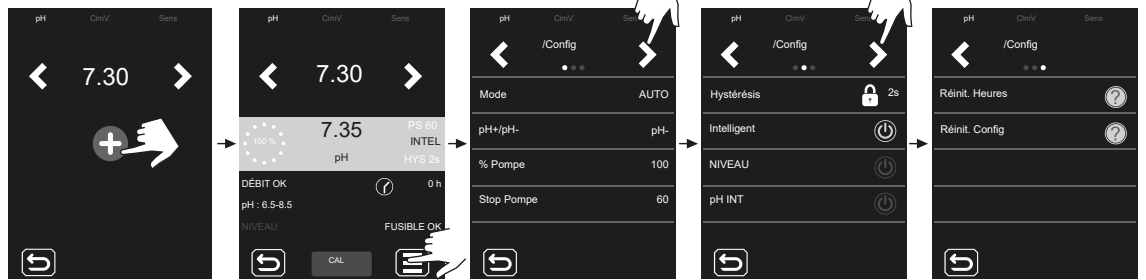 pH ClmV Sens
7.30
pH ClmV Sens
7.30
100 %
7.35
pH
PS 60
INTEL
HYS 2s
DÉBIT OK 0 h
pH : 6.5-8.5
NIVEAU FUSIBLE OK
CAL
pH ClmV Sens
/Config
Mode AUTO
pH+/pH- pH-
% Pompe 100
Stop Pompe 60
pH ClmV Sens
/Config
Hystérésis 2s
Intelligent
NIVEAU
pH INT
pH ClmV Sens
/Config
Réinit. Heures ?
Réinit. Config ?